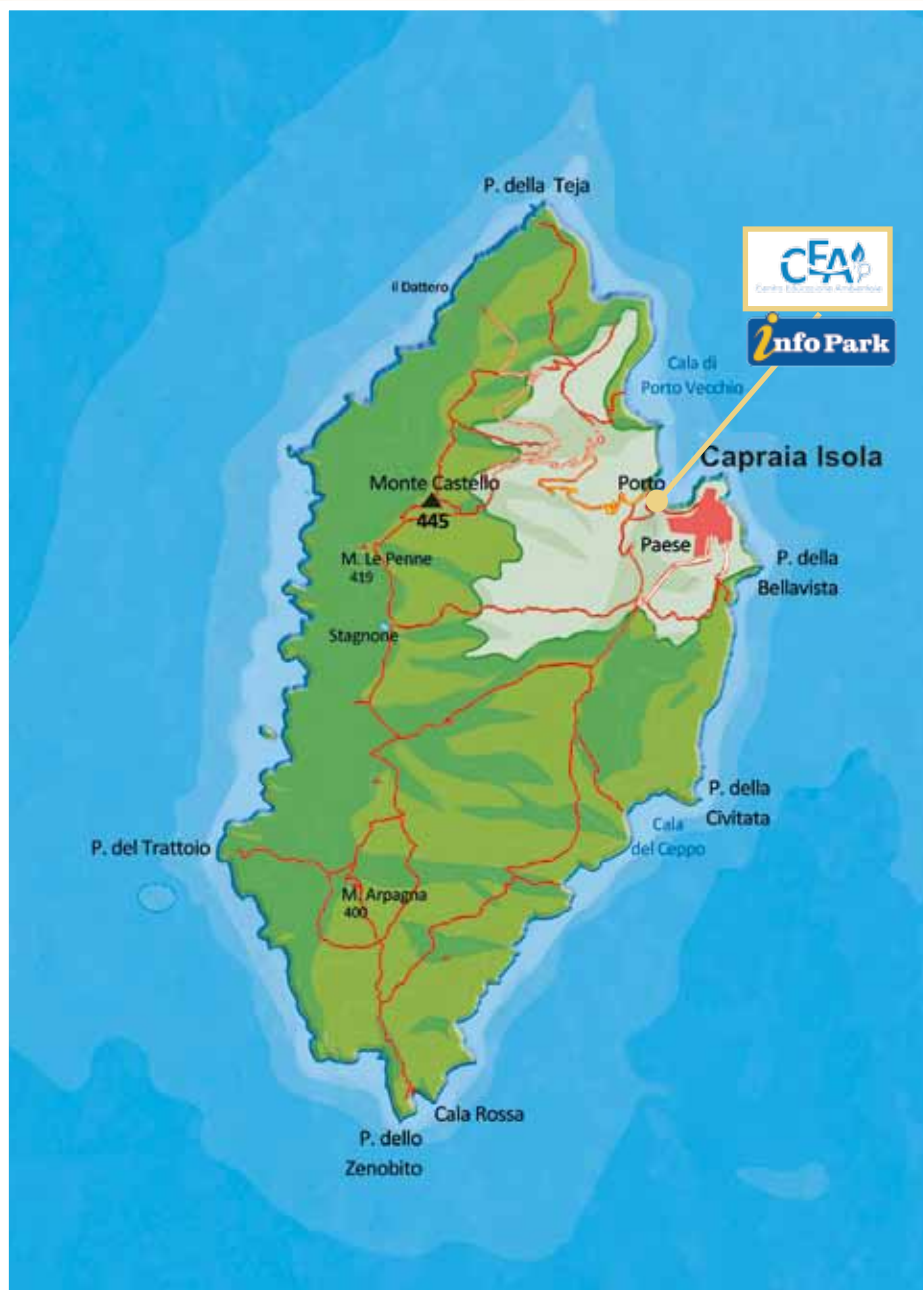 P. della Teja
CEA
Centro Educazione Ambientale
il Dattero
info Park
Cala di
Porto Vecchio
Capraia Isola
Monte Castello
445
Porto
Paese
M. Le Penne
419
P. della
Bellavista
Stagnone
P. della
Civitata
Cala
del Ceppo
P. del Trattoio
M. Arpagna
400
Cala Rossa
P. dello
Zenobito